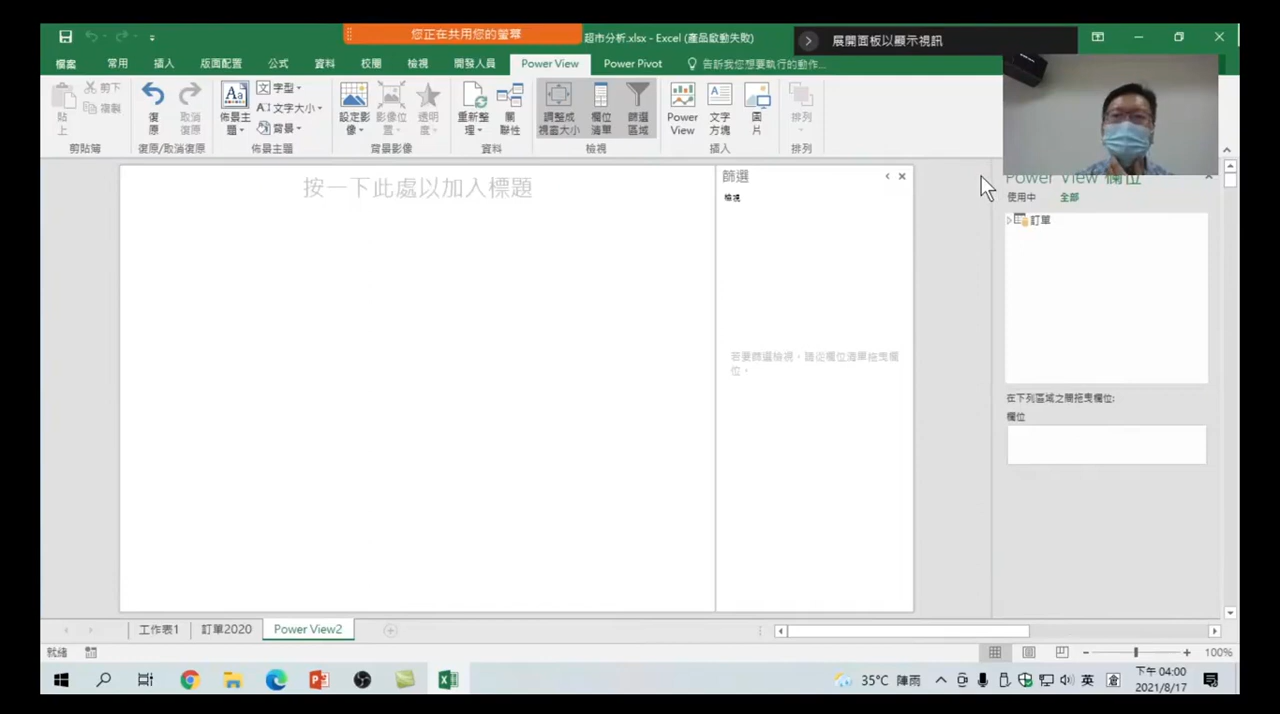 您正在共用您的螢幕
超市分析.xlsx - Excel (產品啟動失敗)
展開面板以顯示視訊
檔案 常用 插入 版面配置 公式 資料 校閱 檢視 開發人員 Power View Power Pivot 告訴我您想要執行的動作...
貼上 剪下 複製 復原 取消復原 佈景主題 字型 文字大小 背景 設定影像 影像位置 透明度 重新整理 關聯性 調整成視窗大小 欄位清單 篩選區域 Power View 文字方塊 圖片 排列
剪貼簿 復原/取消復原 佈景主題 背景影像 資料 檢視 插入 排列
按一下此處以加入標題
篩選
檢視
若要篩選檢視，請從欄位清單拖曳欄位。
Power View 欄位
使用中 全部
訂單
在下列區域之間拖曳欄位:
欄位
工作表1 訂單2020 Power View2
就緒 100%
35°C 陣雨 英 倉 下午 04:00
2021/8/17